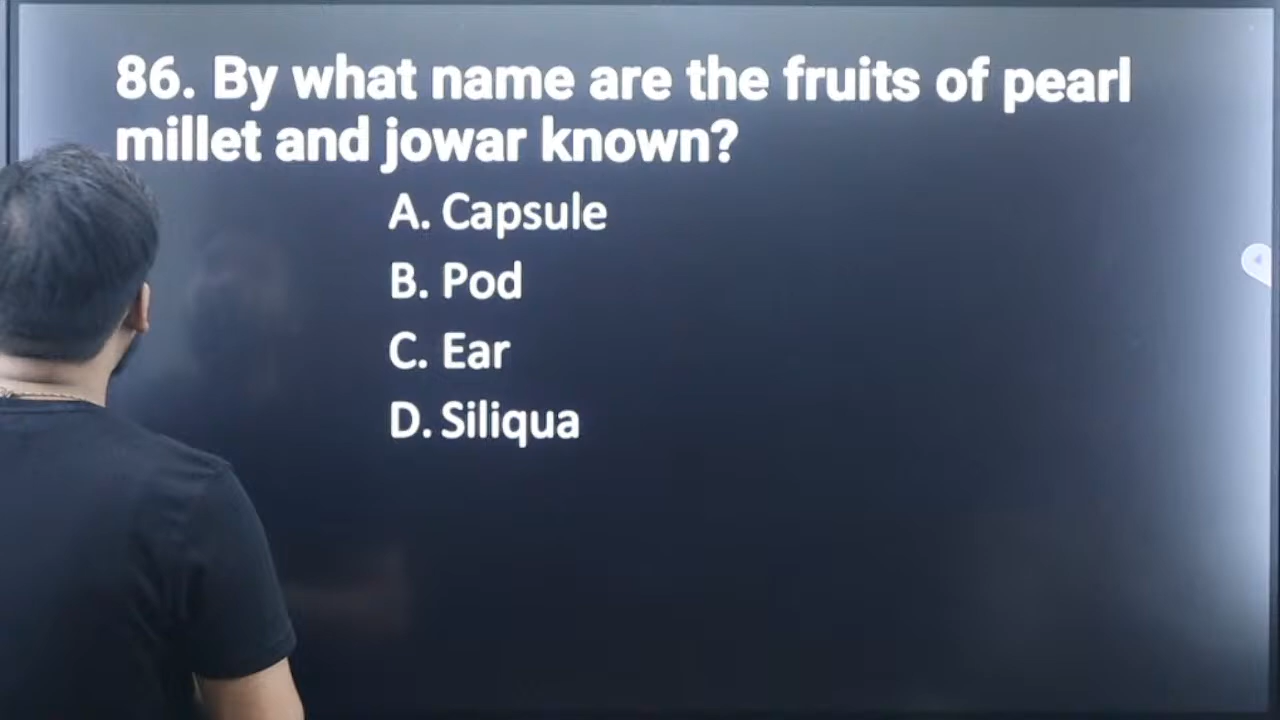 86. By what name are the fruits of pearl
millet and jowar known?
A. Capsule
B. Pod
C. Ear
D. Siliqua